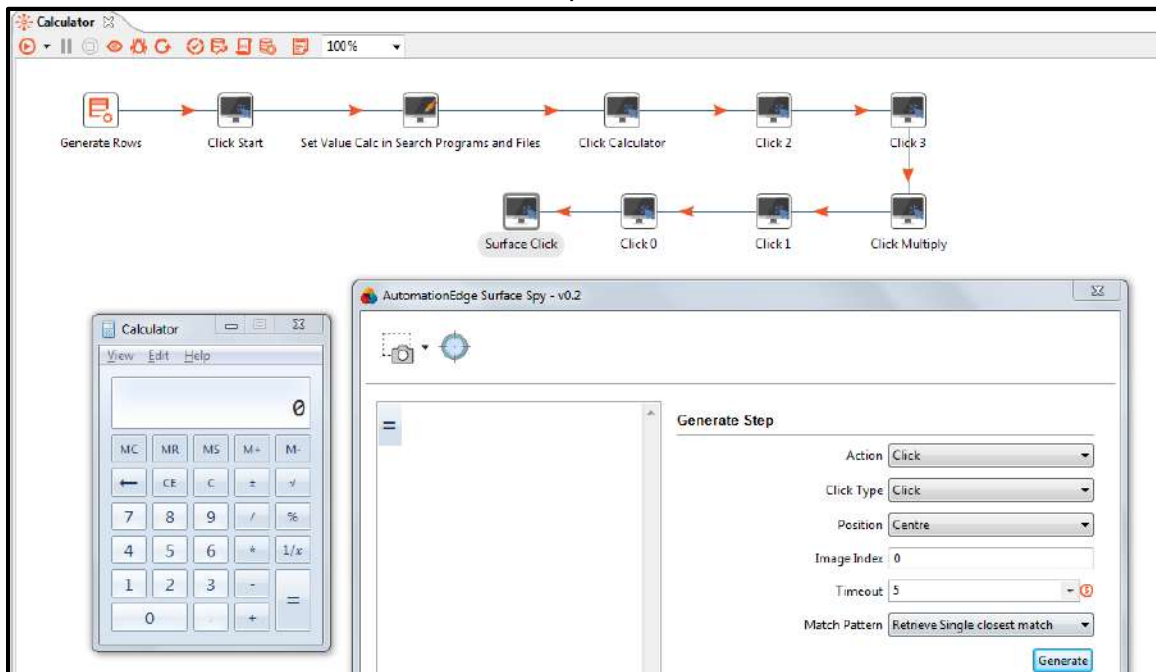 Calculator
100%
Generate Rows
Click Start
Set Value Calc in Search Programs and Files
Click Calculator
Click 2
Click 3
Surface Click
Click 0
Click 1
Click Multiply
AutomationEdge Surface Spy - v0.2
Calculator
View Edit Help
0
MC MR MS M+ M-
← CE C ± √
7 8 9 / %
4 5 6 * 1/x
1 2 3 - =
0 . +
=
Generate Step
Action Click
Click Type Click
Position Centre
Image Index 0
Timeout 5
Match Pattern Retrieve Single closest match
Generate